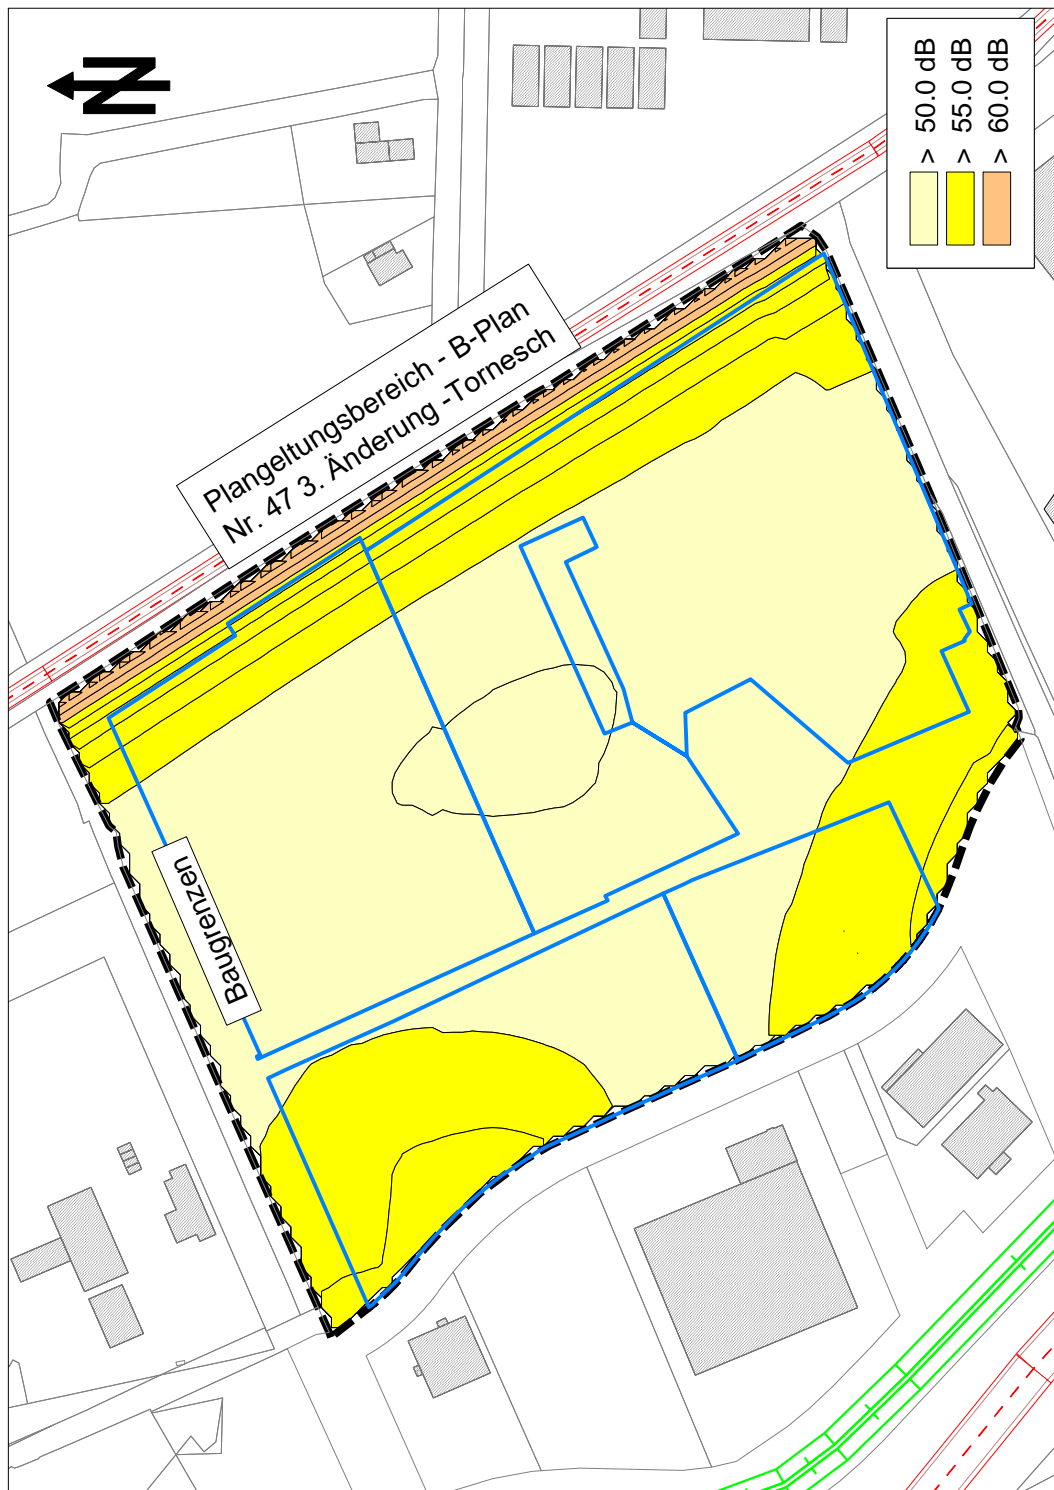 N
> 50.0 dB
> 55.0 dB
> 60.0 dB
Plangeltungsbereich - B-Plan
Nr. 47 3. Änderung -Tornesch
Baugrenzen